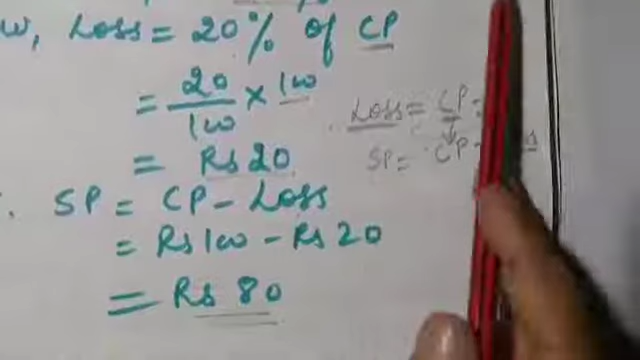 w, Loss = 20% of CP
= 20/100 × 100
= Rs 20
Loss = CP -
SP = CP -
SP = CP - Loss
= Rs 100 - Rs 20
= Rs 80